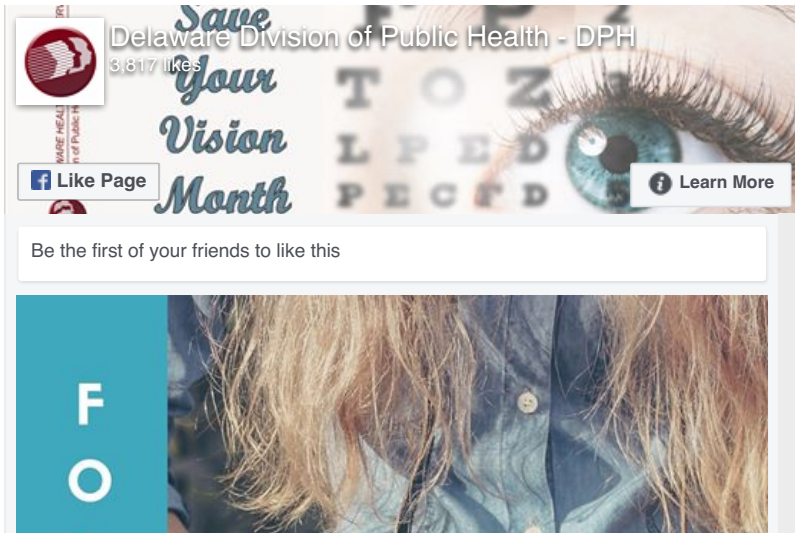 Save
Your
Vision
Month
Delaware Division of Public Health - DPH
3,817 likes
T O Z
L P E D
P E C F D
Like Page
Learn More
Be the first of your friends to like this
F
O